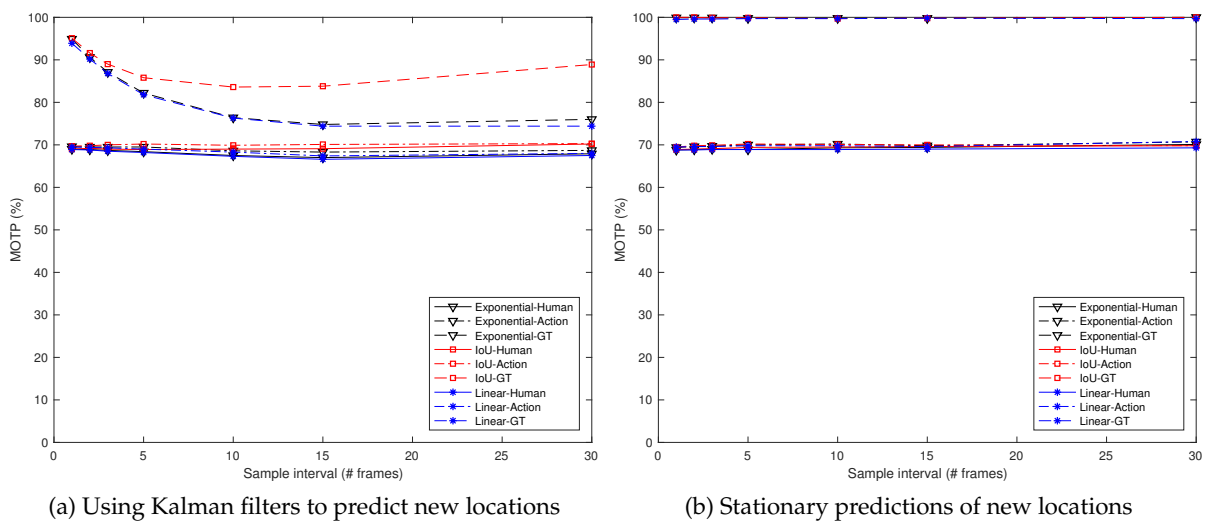 100
90
80
70
60
50
40
30
20
10
0
MOTP (%)
0 5 10 15 20 25 30
Sample interval (# frames)
Exponential-Human
Exponential-Action
Exponential-GT
IoU-Human
IoU-Action
IoU-GT
Linear-Human
Linear-Action
Linear-GT
(a) Using Kalman filters to predict new locations
100
90
80
70
60
50
40
30
20
10
0
MOTP (%)
0 5 10 15 20 25 30
Sample interval (# frames)
Exponential-Human
Exponential-Action
Exponential-GT
IoU-Human
IoU-Action
IoU-GT
Linear-Human
Linear-Action
Linear-GT
(b) Stationary predictions of new locations